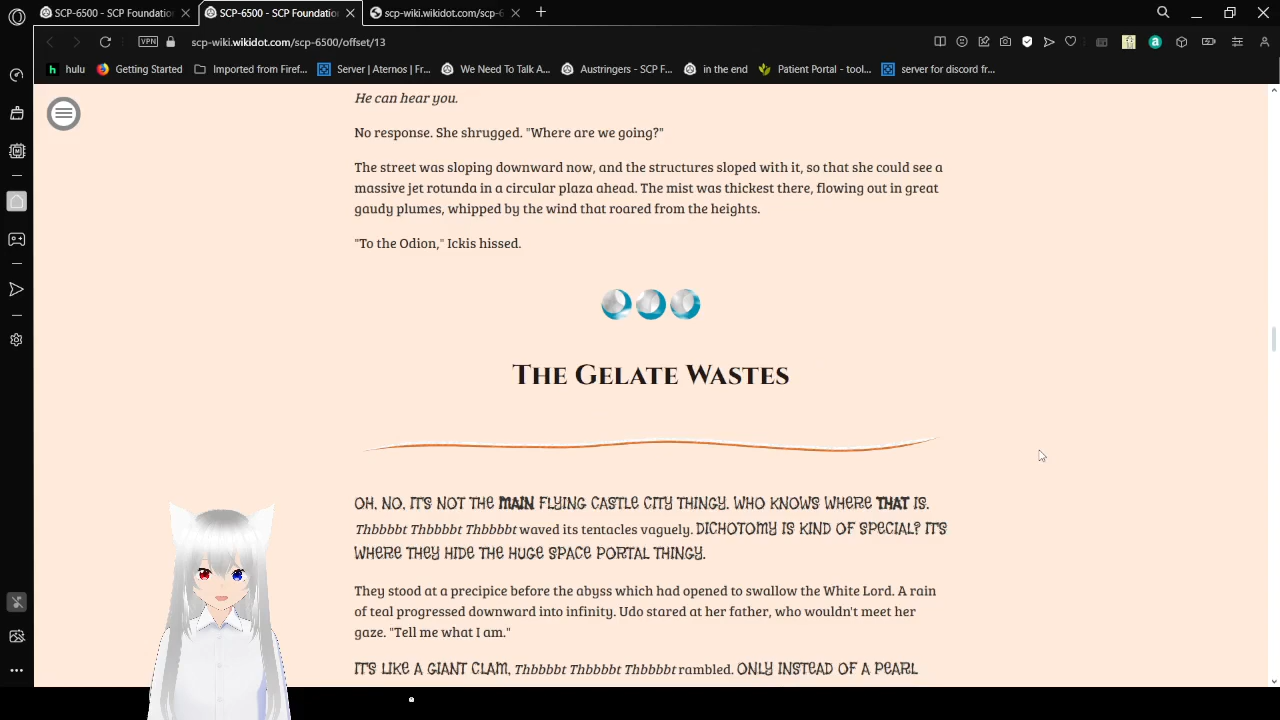 SCP-6500 - SCP Foundatio
SCP-6500 - SCP Foundatio
scp-wiki.wikidot.com/scp-6
VPN
scp-wiki.wikidot.com/scp-6500/offset/13
hulu
Getting Started
Imported from Firef...
Server | Aternos | Fr...
We Need To Talk A...
Austringers - SCP F...
in the end
Patient Portal - tool...
server for discord fr...
He can hear you.
No response. She shrugged. "Where are we going?"
The street was sloping downward now, and the structures sloped with it, so that she could see a
massive jet rotunda in a circular plaza ahead. The mist was thickest there, flowing out in great
gaudy plumes, whipped by the wind that roared from the heights.
"To the Odion," Ickis hissed.
The Gelate Wastes
OH, NO, IT'S NOT THE MAIN FLYING CASTLE CITY THINGY. WHO KNOWS WHERE THAT IS.
Thbbbbt Thbbbbt Thbbbbt waved its tentacles vaguely. DICHOTOMY IS KIND OF SPECIAL? IT'S
WHERE THEY HIDE THE HUGE SPACE PORTAL THINGY.
They stood at a precipice before the abyss which had opened to swallow the White Lord. A rain
of teal progressed downward into infinity. Udo stared at her father, who wouldn't meet her
gaze. "Tell me what I am."
IT'S LIKE A GIANT CLAM, Thbbbbt Thbbbbt Thbbbbt rambled. ONLY INSTEAD OF A PEARL